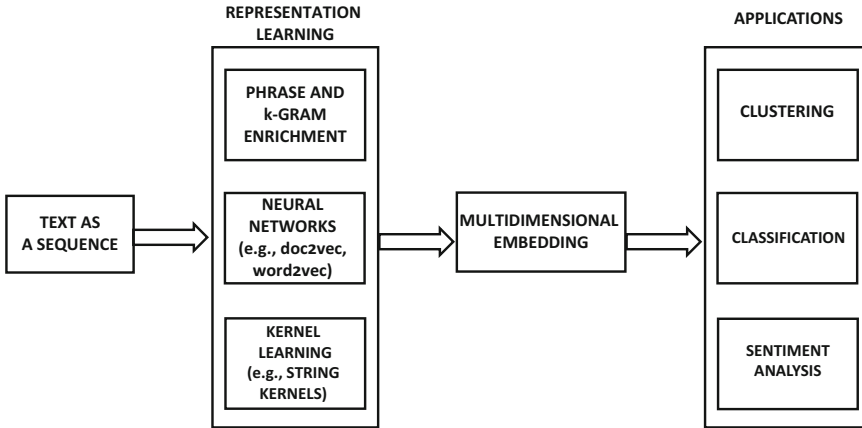 REPRESENTATION
LEARNING
PHRASE AND
k-GRAM
ENRICHMENT
TEXT AS
A SEQUENCE
NEURAL
NETWORKS
(e.g., doc2vec,
word2vec)
KERNEL
LEARNING
(e.g., STRING
KERNELS)
MULTIDIMENSIONAL
EMBEDDING
APPLICATIONS
CLUSTERING
CLASSIFICATION
SENTIMENT
ANALYSIS